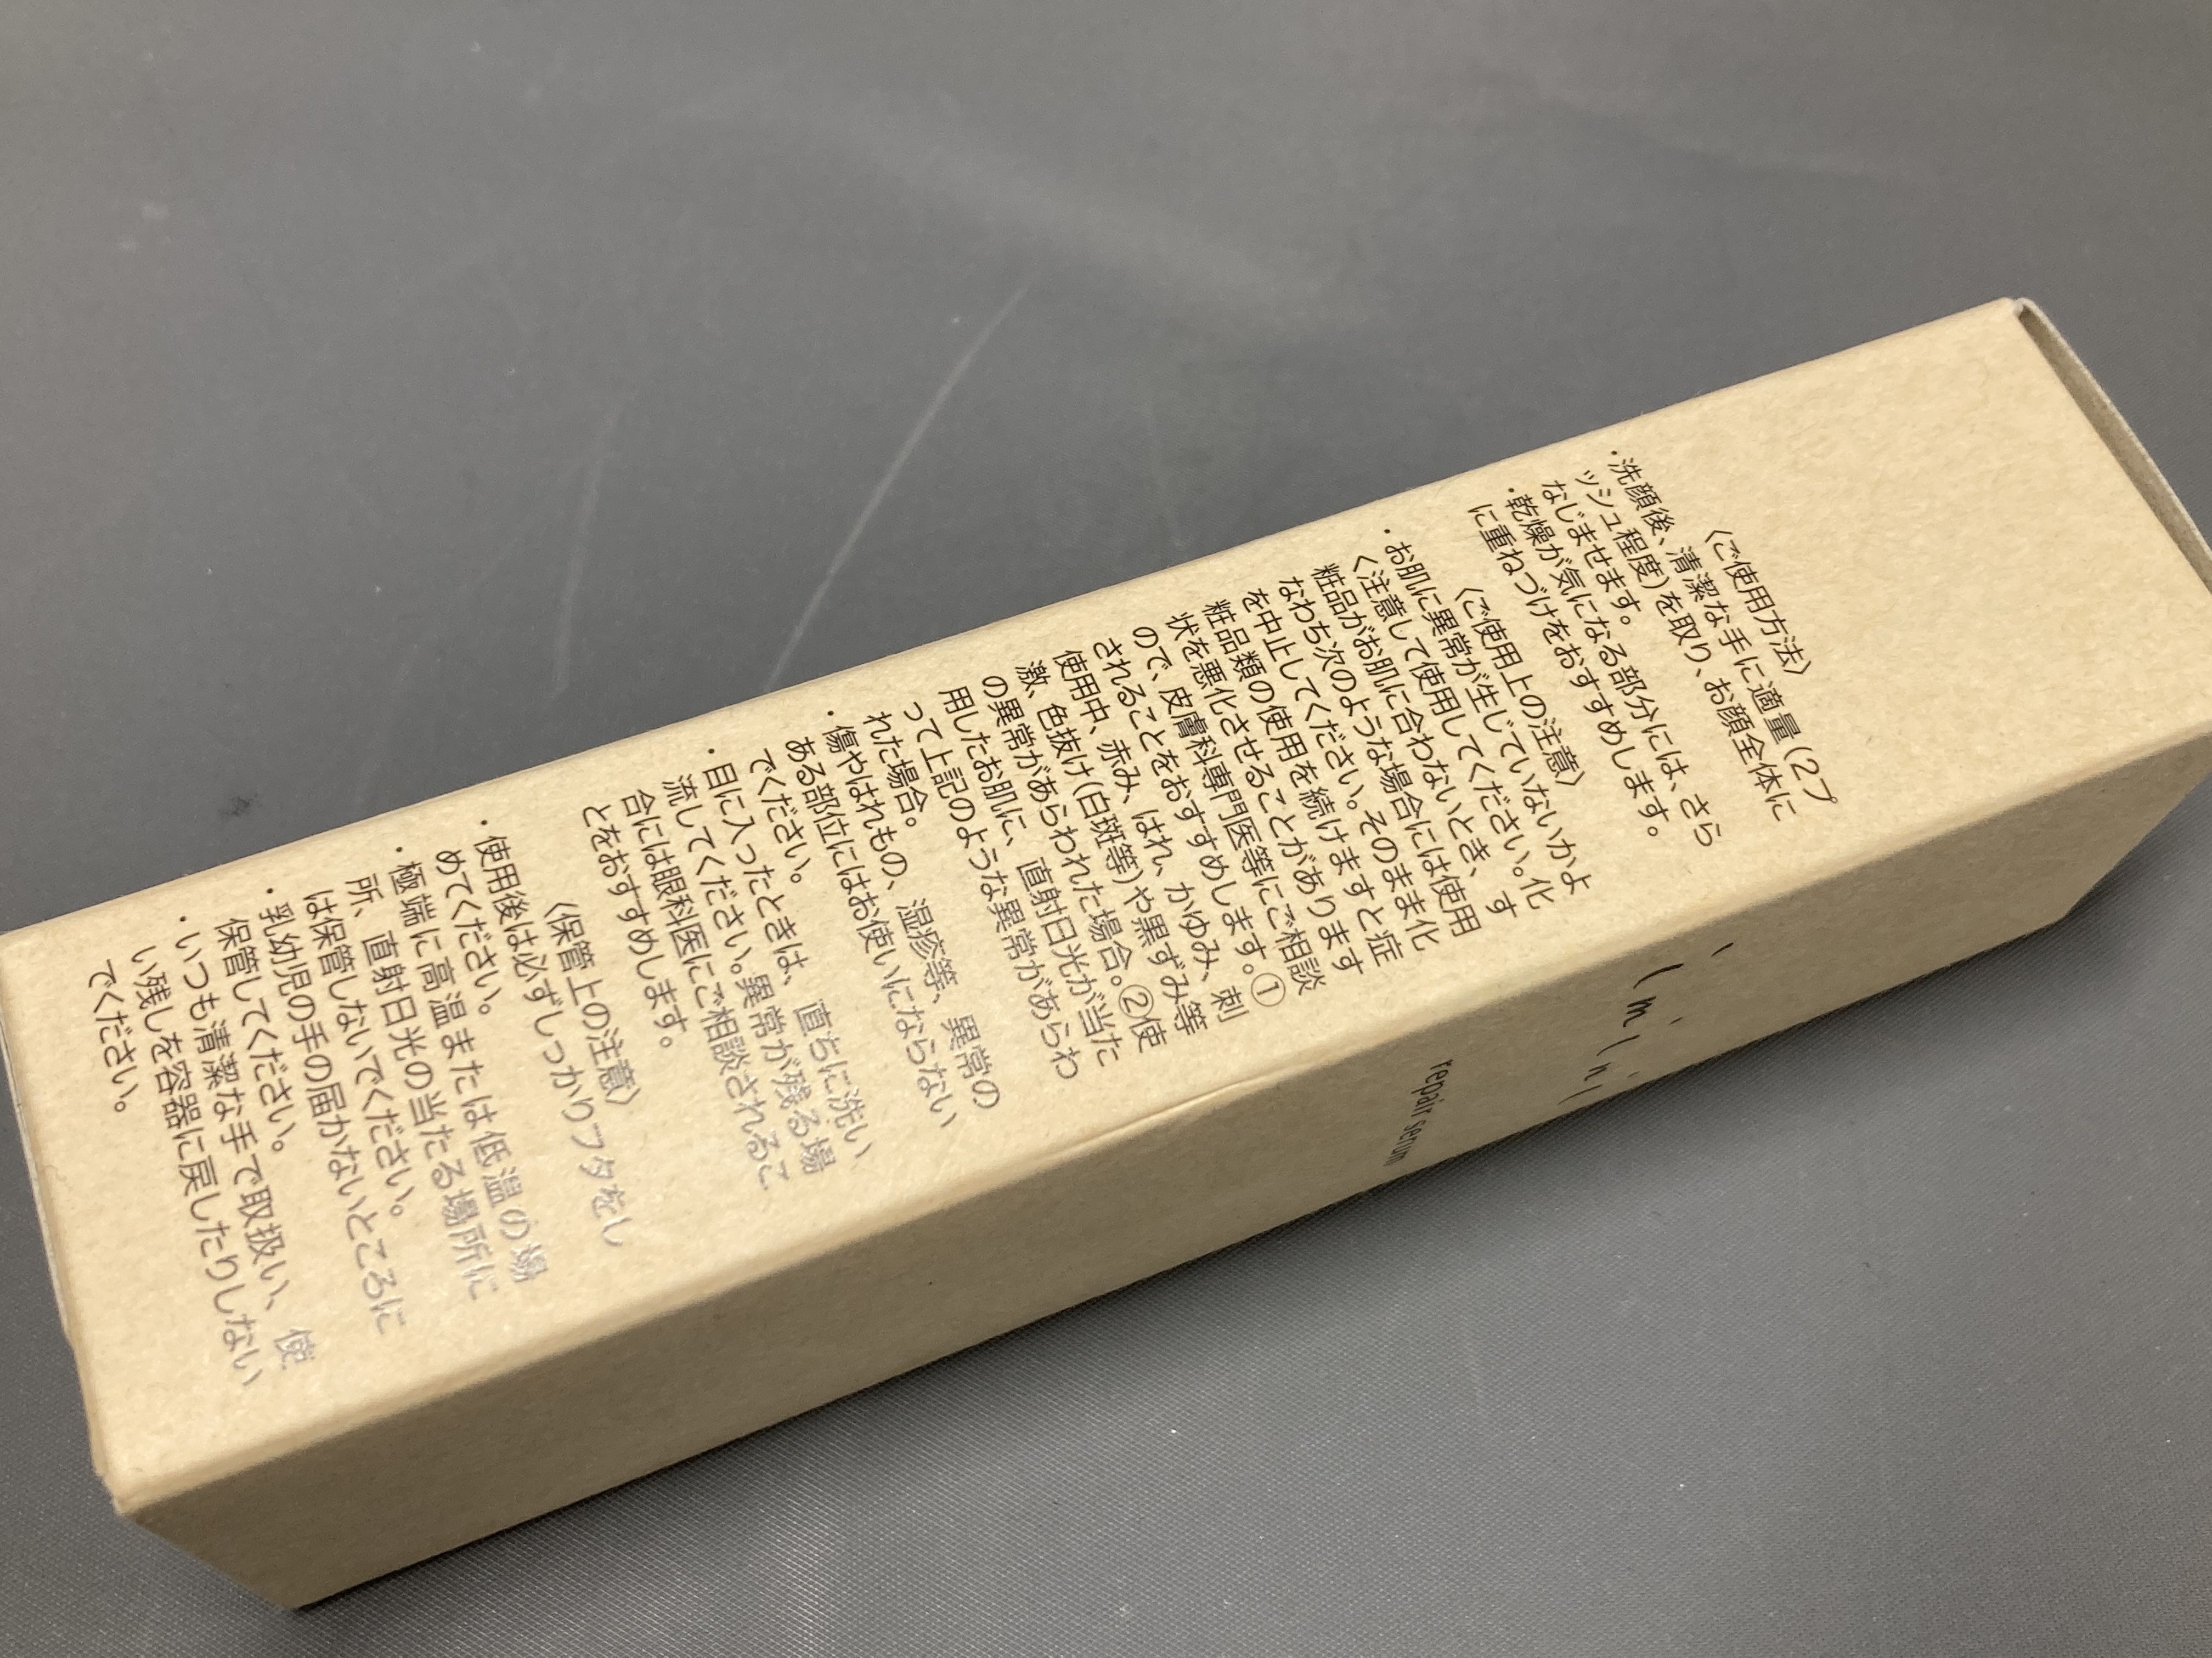 〈ご使用方法〉
・洗顔後、清潔な手に適量(2プ
ッシュ程度)を取り、お顔全体に
なじませます。
・乾燥が気になる部分には、さら
に重ねづけをおすすめします。
〈ご使用上の注意〉
・お肌に異常が生じていないかよ
く注意して使用してください。化
粧品がお肌に合わないとき、す
なわち次のような場合には使用
を中止してください。そのまま化
粧品類の使用を続けますと症
状を悪化させることがあります
ので、皮膚科専門医等にご相談
されることをおすすめします。①
使用中、赤み、はれ、かゆみ、刺
激、色抜け(白斑等)や黒ずみ等
の異常があらわれた場合。②使
用したお肌に、直射日光が当た
って上記のような異常があらわ
れた場合。
・傷やはれもの、湿疹等、異常の
ある部位にはお使いにならない
でください。
・目に入ったときは、直ちに洗い
流してください。異常が残る場
合には眼科医にご相談されるこ
とをおすすめします。
〈保管上の注意〉
・使用後は必ずしっかりフタをし
めてください。
・極端に高温または低温の場
所、直射日光の当たる場所に
は保管しないでください。
・乳幼児の手の届かないところに
保管してください。
・いつも清潔な手で取扱い、使
い残しを容器に戻したりしない
でください。
repair serum